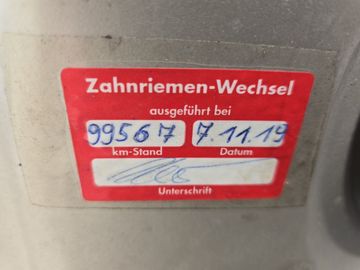 Zahnriemen-Wechsel
ausgeführt bei
99567 7.11.19
km-Stand Datum
Unterschrift